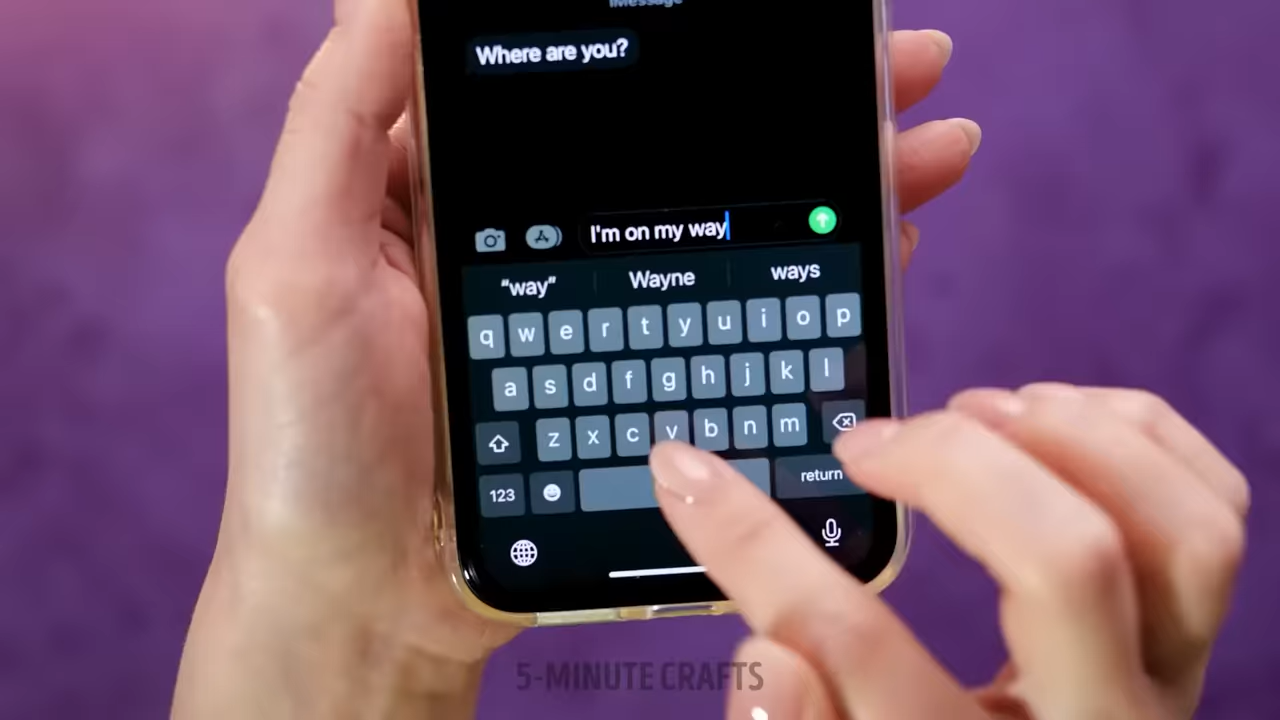 iMessage
Where are you?
I'm on my way
“way” Wayne ways
q w e r t y u i o p
a s d f g h j k l
z x c v b n m
123 return
5-MINUTE CRAFTS